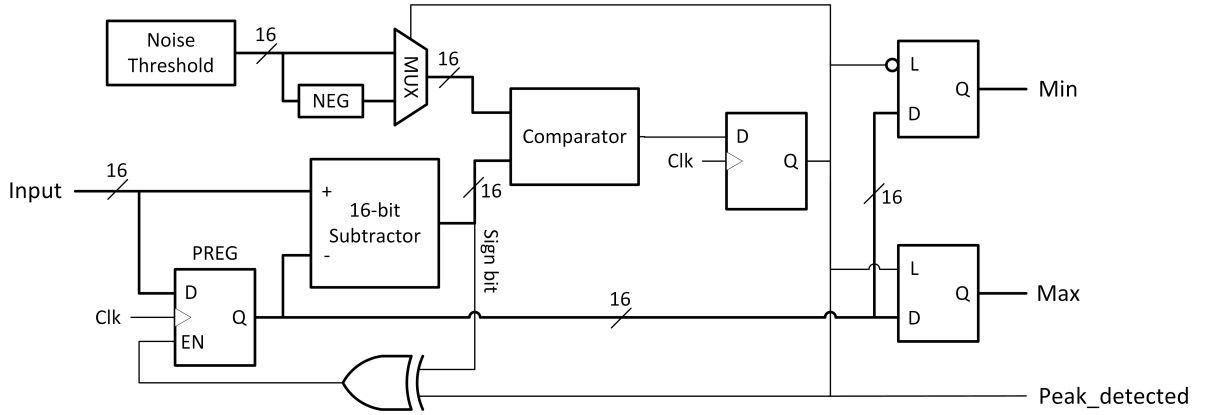 Noise
Threshold
16
NEG
MUX
16
Comparator
D
Clk
Q
L
Q
D
Min
16
Input
16
+
16-bit
Subtractor
-
16
Sign bit
PREG
D
Clk
Q
EN
16
L
Q
D
Max
Peak_detected